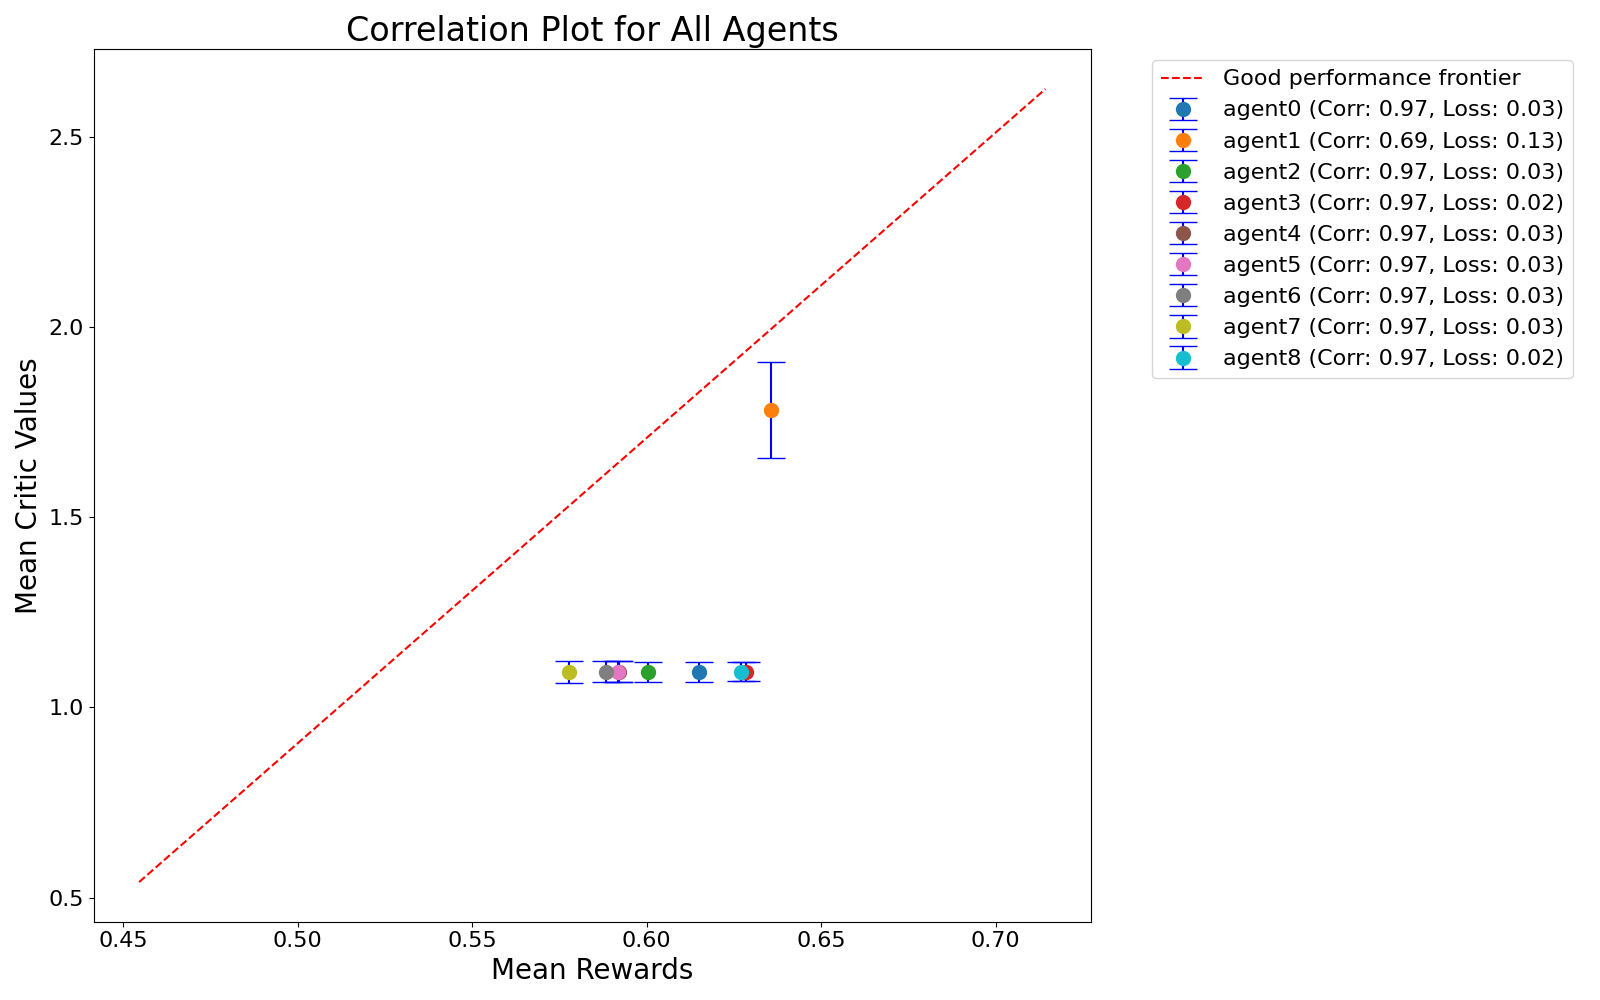 Correlation Plot for All Agents
Mean Critic Values
2.5
2.0
1.5
1.0
0.5
0.45 0.50 0.55 0.60 0.65 0.70
Mean Rewards
Good performance frontier
agent0 (Corr: 0.97, Loss: 0.03)
agent1 (Corr: 0.69, Loss: 0.13)
agent2 (Corr: 0.97, Loss: 0.03)
agent3 (Corr: 0.97, Loss: 0.02)
agent4 (Corr: 0.97, Loss: 0.03)
agent5 (Corr: 0.97, Loss: 0.03)
agent6 (Corr: 0.97, Loss: 0.03)
agent7 (Corr: 0.97, Loss: 0.03)
agent8 (Corr: 0.97, Loss: 0.02)